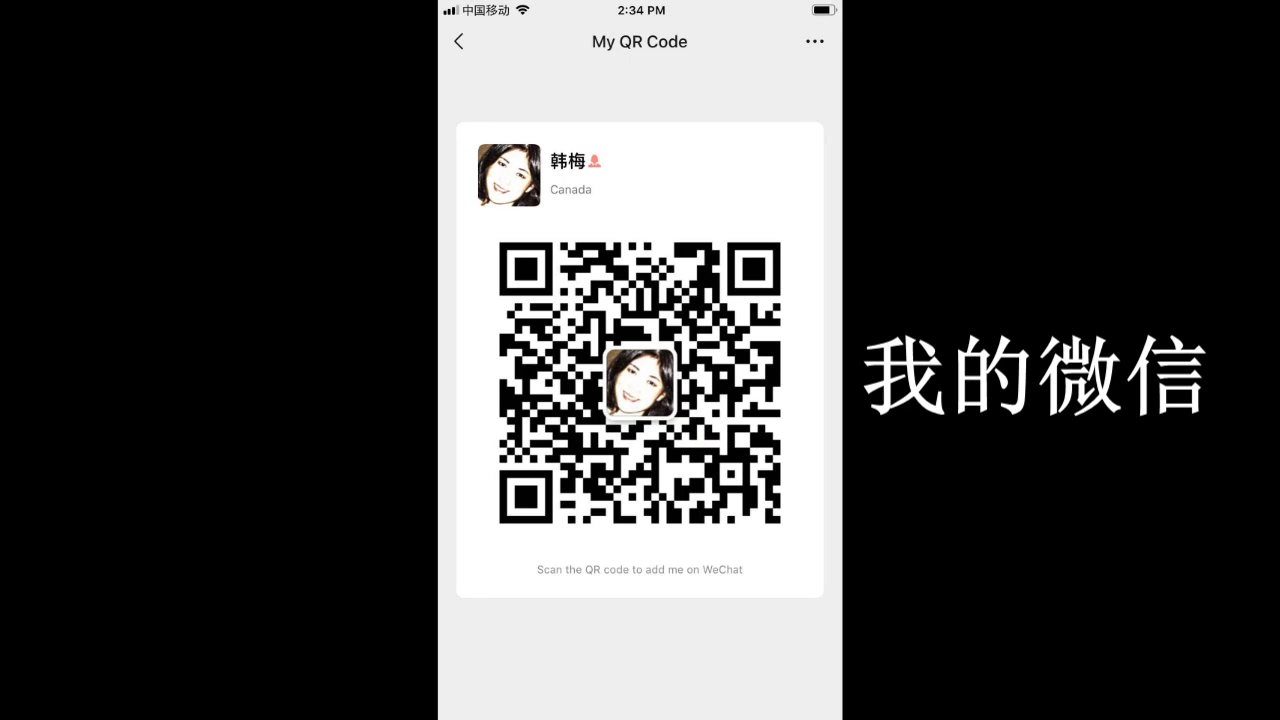 中国移动
2:34 PM
My QR Code
韩梅
Canada
我的微信
Scan the QR code to add me on WeChat